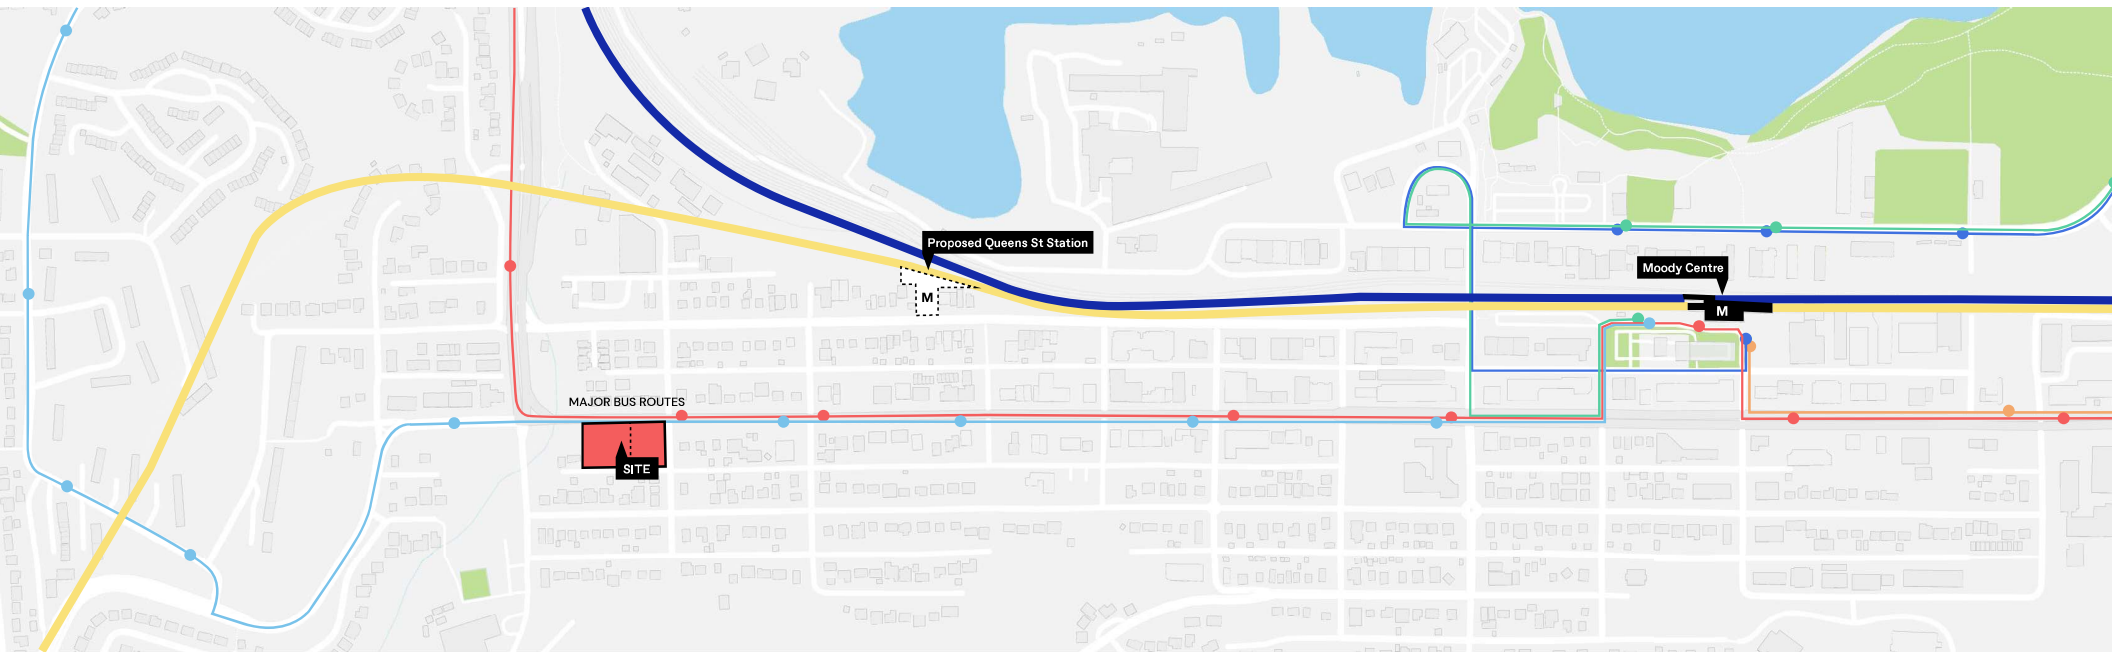 Proposed Queens St Station
M
Moody Centre
M
MAJOR BUS ROUTES
SITE